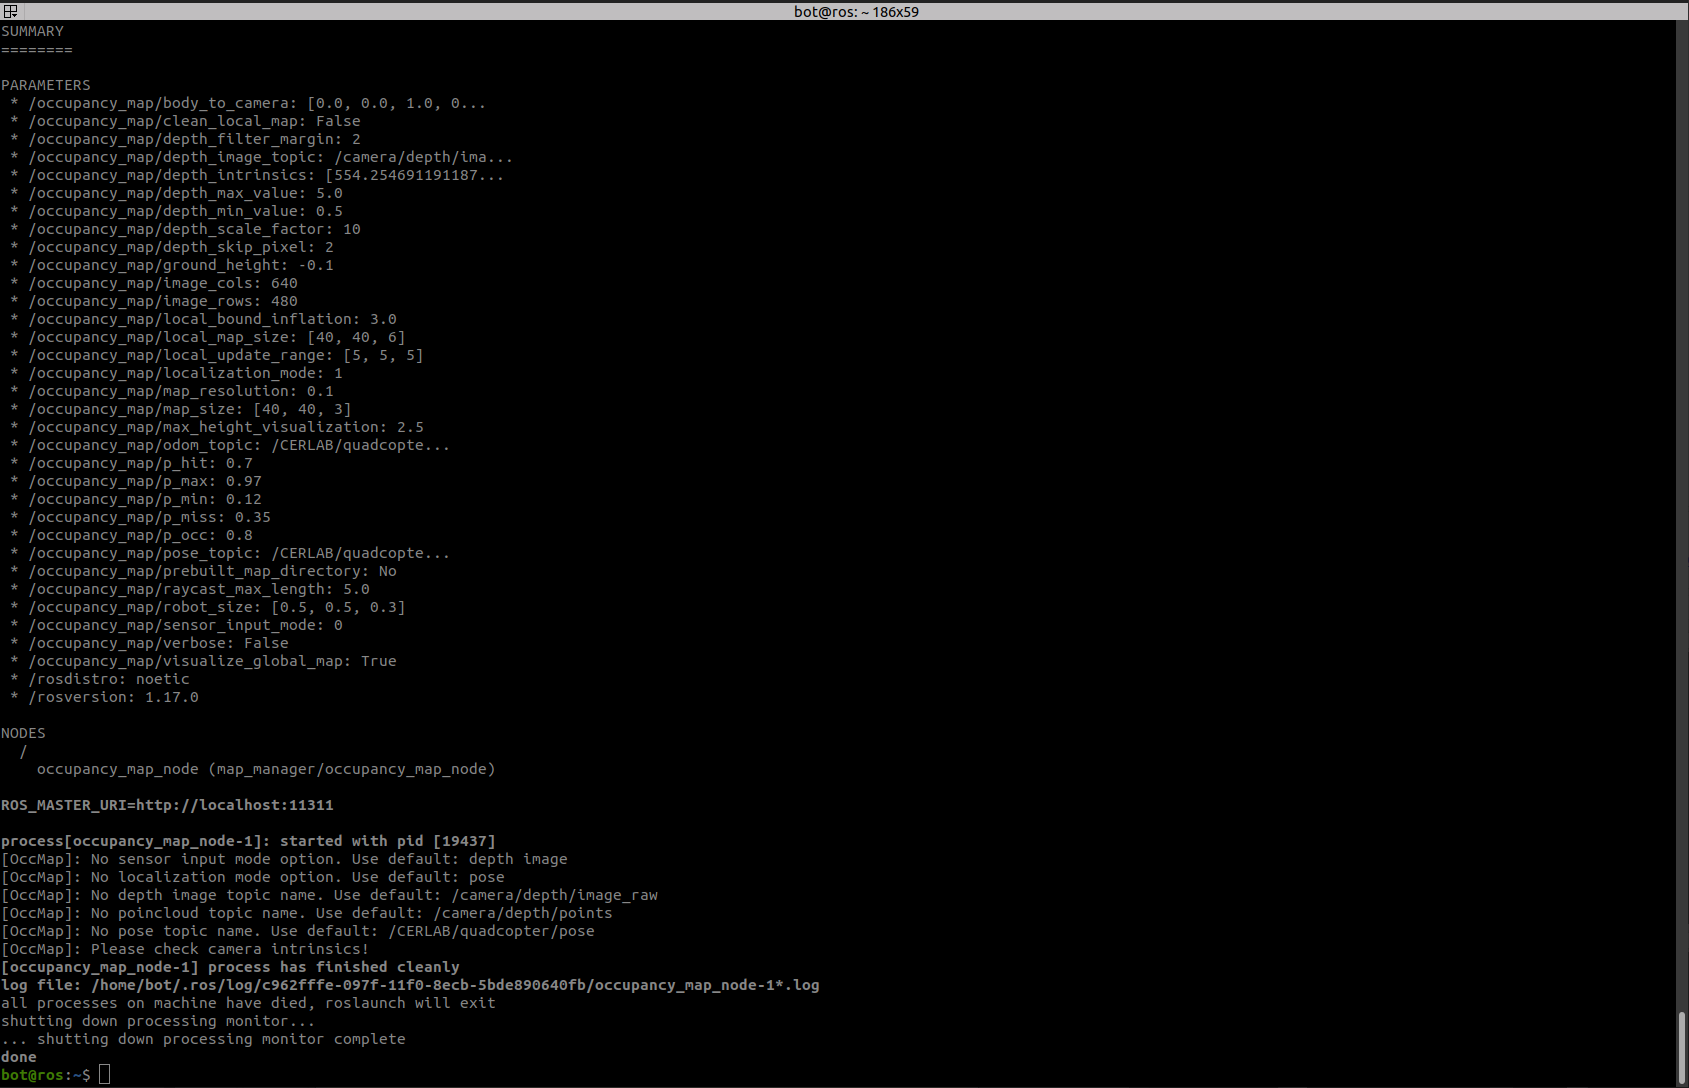 bot@ros: ~ 186x59
SUMMARY
========
PARAMETERS
* /occupancy_map/body_to_camera: [0.0, 0.0, 1.0, 0...
* /occupancy_map/clean_local_map: False
* /occupancy_map/depth_filter_margin: 2
* /occupancy_map/depth_image_topic: /camera/depth/ima...
* /occupancy_map/depth_intrinsics: [554.254691191187...
* /occupancy_map/depth_max_value: 5.0
* /occupancy_map/depth_min_value: 0.5
* /occupancy_map/depth_scale_factor: 10
* /occupancy_map/depth_skip_pixel: 2
* /occupancy_map/ground_height: -0.1
* /occupancy_map/image_cols: 640
* /occupancy_map/image_rows: 480
* /occupancy_map/local_bound_inflation: 3.0
* /occupancy_map/local_map_size: [40, 40, 6]
* /occupancy_map/local_update_range: [5, 5, 5]
* /occupancy_map/localization_mode: 1
* /occupancy_map/map_resolution: 0.1
* /occupancy_map/map_size: [40, 40, 3]
* /occupancy_map/max_height_visualization: 2.5
* /occupancy_map/odom_topic: /CERLAB/quadcopte...
* /occupancy_map/p_hit: 0.7
* /occupancy_map/p_max: 0.97
* /occupancy_map/p_min: 0.12
* /occupancy_map/p_miss: 0.35
* /occupancy_map/p_occ: 0.8
* /occupancy_map/pose_topic: /CERLAB/quadcopte...
* /occupancy_map/prebuilt_map_directory: No
* /occupancy_map/raycast_max_length: 5.0
* /occupancy_map/robot_size: [0.5, 0.5, 0.3]
* /occupancy_map/sensor_input_mode: 0
* /occupancy_map/verbose: False
* /occupancy_map/visualize_global_map: True
* /rosdistro: noetic
* /rosversion: 1.17.0
NODES
/
occupancy_map_node (map_manager/occupancy_map_node)
ROS_MASTER_URI=http://localhost:11311
process[occupancy_map_node-1]: started with pid [19437]
[OccMap]: No sensor input mode option. Use default: depth image
[OccMap]: No localization mode option. Use default: pose
[OccMap]: No depth image topic name. Use default: /camera/depth/image_raw
[OccMap]: No poincloud topic name. Use default: /camera/depth/points
[OccMap]: No pose topic name. Use default: /CERLAB/quadcopter/pose
[OccMap]: Please check camera intrinsics!
[occupancy_map_node-1] process has finished cleanly
log file: /home/bot/.ros/log/c962fffe-097f-11f0-8ecb-5bde890640fb/occupancy_map_node-1*.log
all processes on machine have died, roslaunch will exit
shutting down processing monitor...
... shutting down processing monitor complete
done
bot@ros:~$